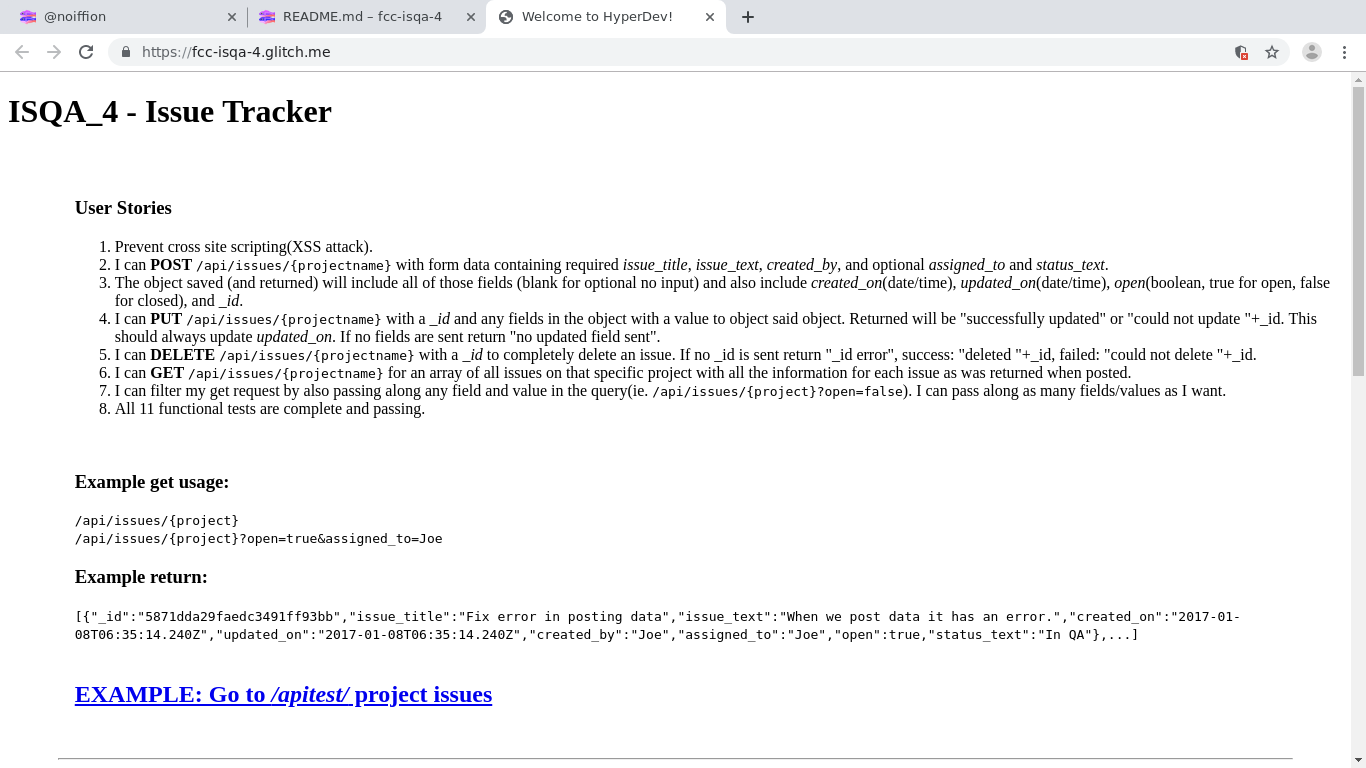 @noiffion
README.md – fcc-isqa-4
Welcome to HyperDev!
https://fcc-isqa-4.glitch.me
ISQA_4 - Issue Tracker
User Stories
1. Prevent cross site scripting(XSS attack).
2. I can POST /api/issues/{projectname} with form data containing required issue_title, issue_text, created_by, and optional assigned_to and status_text.
3. The object saved (and returned) will include all of those fields (blank for optional no input) and also include created_on(date/time), updated_on(date/time), open(boolean, true for open, false
for closed), and _id.
4. I can PUT /api/issues/{projectname} with a _id and any fields in the object with a value to object said object. Returned will be "successfully updated" or "could not update "+_id. This
should always update updated_on. If no fields are sent return "no updated field sent".
5. I can DELETE /api/issues/{projectname} with a _id to completely delete an issue. If no _id is sent return "_id error", success: "deleted "+_id, failed: "could not delete "+_id.
6. I can GET /api/issues/{projectname} for an array of all issues on that specific project with all the information for each issue as was returned when posted.
7. I can filter my get request by also passing along any field and value in the query(ie. /api/issues/{project}?open=false). I can pass along as many fields/values as I want.
8. All 11 functional tests are complete and passing.
Example get usage:
/api/issues/{project}
/api/issues/{project}?open=true&assigned_to=Joe
Example return:
[{"_id":"5871dda29faedc3491ff93bb","issue_title":"Fix error in posting data","issue_text":"When we post data it has an error.","created_on":"2017-01-
08T06:35:14.240Z","updated_on":"2017-01-08T06:35:14.240Z","created_by":"Joe","assigned_to":"Joe","open":true,"status_text":"In QA"},...]
EXAMPLE: Go to /apitest/ project issues